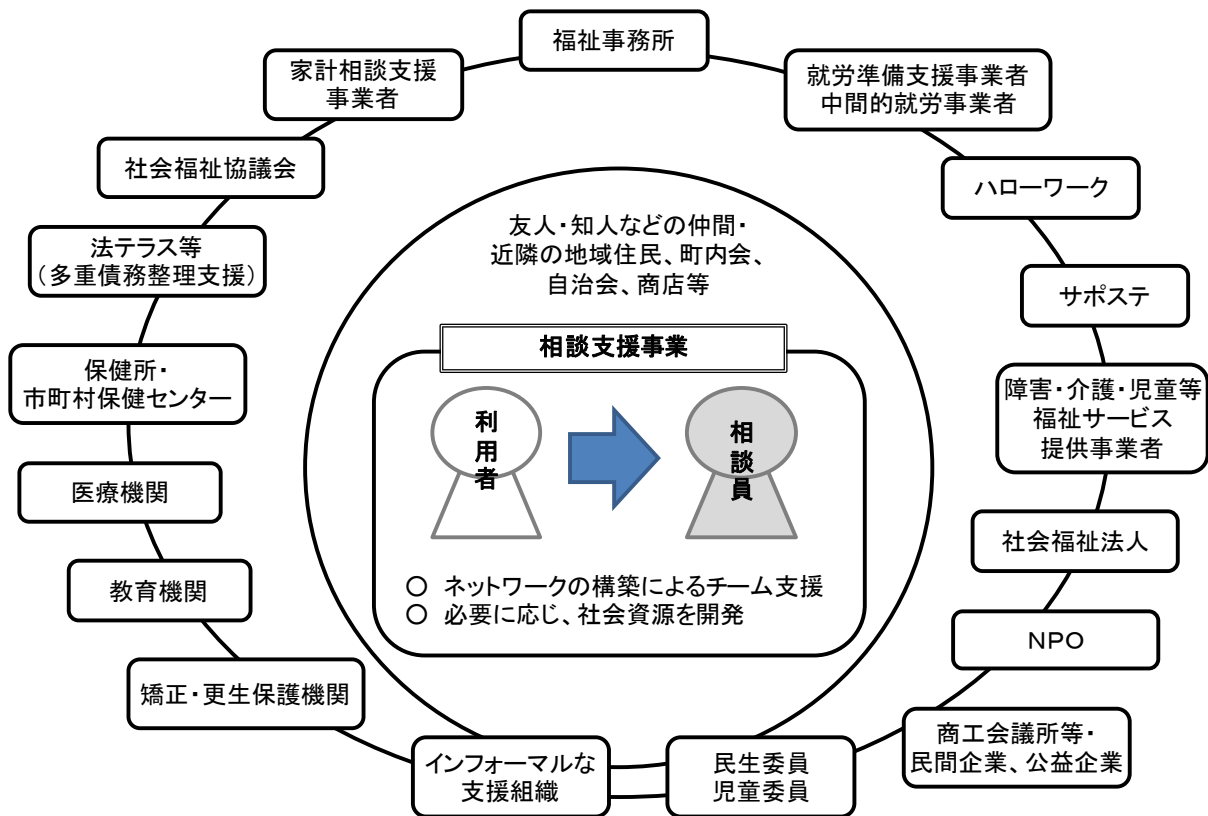 福祉事務所
家計相談支援
事業者
就労準備支援事業者
中間的就労事業者
社会福祉協議会
ハローワーク
法テラス等
（多重債務整理支援）
サポステ
友人・知人などの仲間・
近隣の地域住民、町内会、
自治会、商店等
相談支援事業
保健所・
市町村保健センター
障害・介護・児童等
福祉サービス
提供事業者
利用者
相談員
医療機関
社会福祉法人
教育機関
○ ネットワークの構築によるチーム支援
○ 必要に応じ、社会資源を開発
NPO
矯正・更生保護機関
商工会議所等・
民間企業、公益企業
インフォーマルな
支援組織
民生委員
児童委員